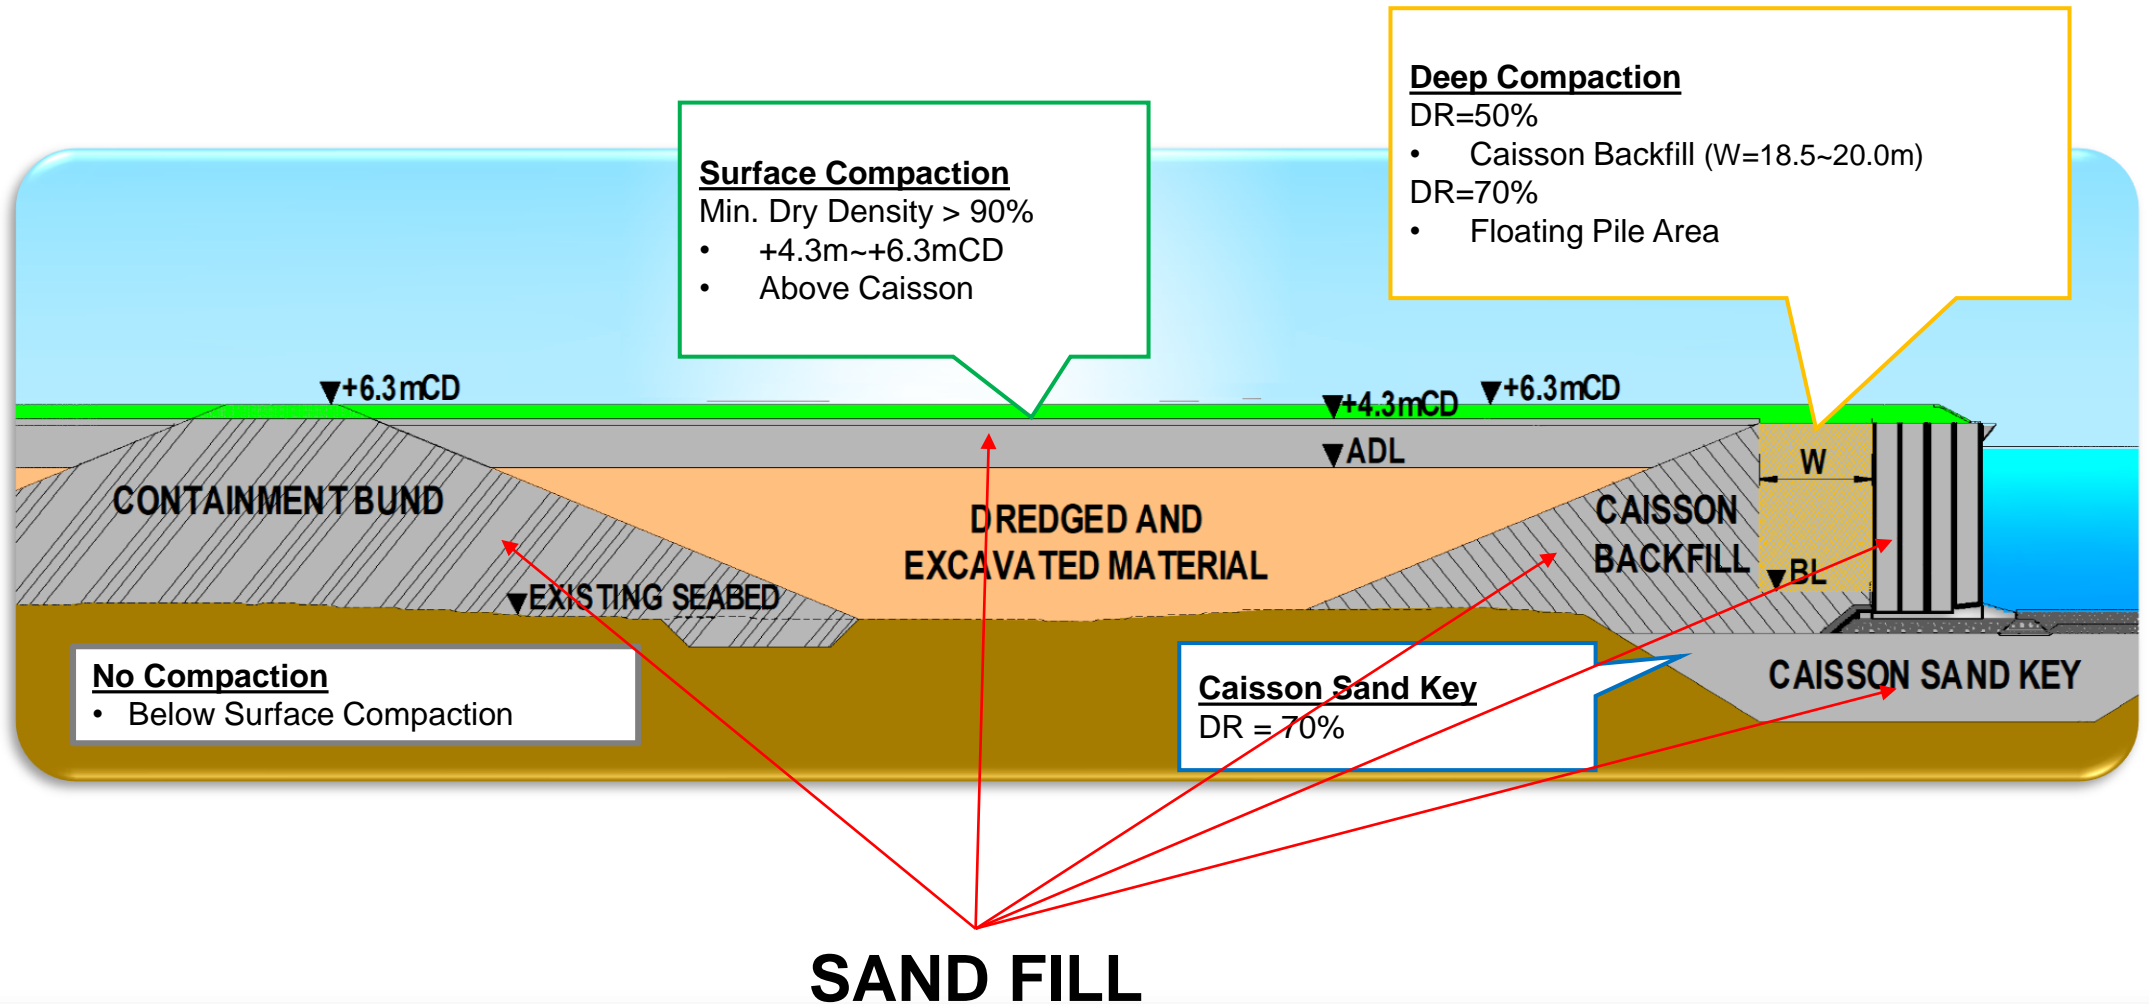 Deep Compaction
DR=50%
• Caisson Backfill (W=18.5~20.0m)
DR=70%
• Floating Pile Area
Surface Compaction
Min. Dry Density > 90%
• +4.3m~+6.3mCD
• Above Caisson
▼+6.3mCD
▼+4.3mCD
▼+6.3mCD
▼ADL
W
CONTAINMENT BUND
DREDGED AND
EXCAVATED MATERIAL
CAISSON
BACKFILL
▼BL
▼EXISTING SEABED
No Compaction
• Below Surface Compaction
Caisson Sand Key
DR = 70%
CAISSON SAND KEY
SAND FILL